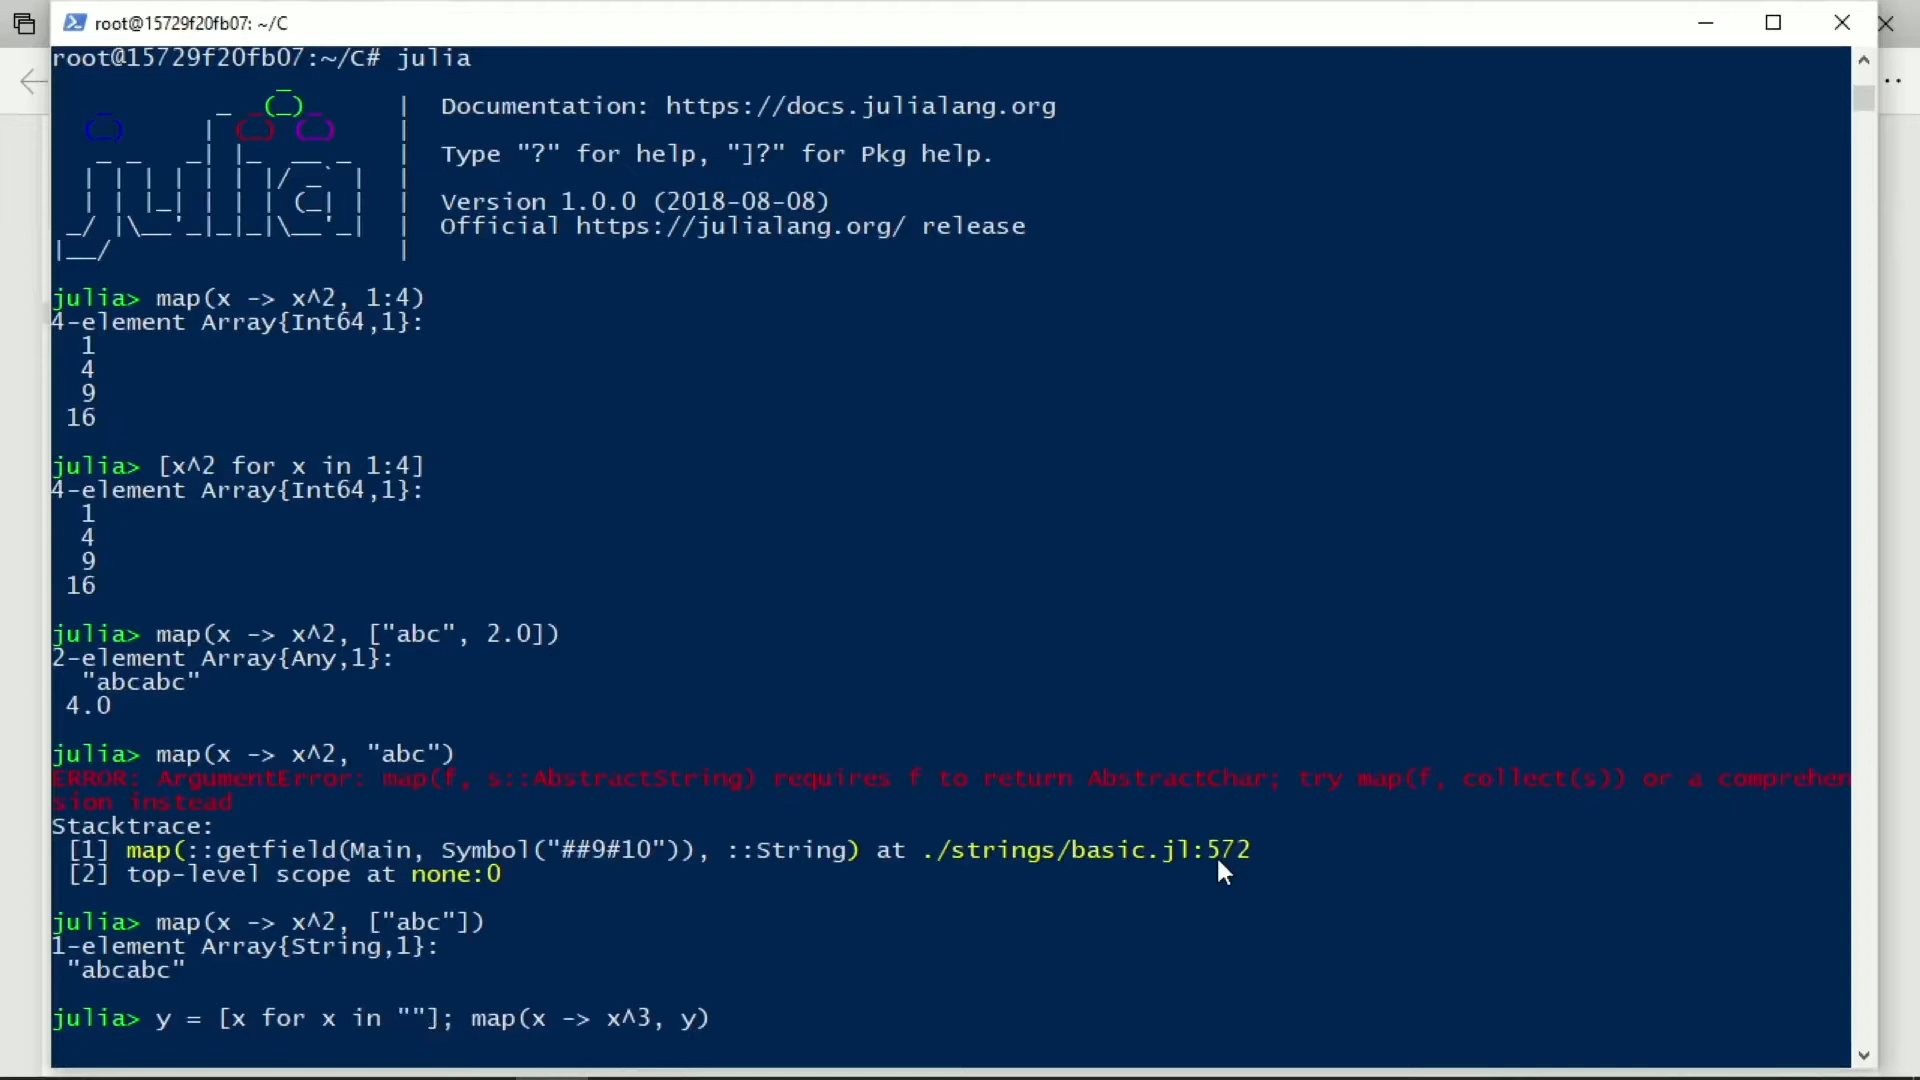 root@15729f20fb07: ~/C
root@15729f20fb07:~/C# julia
Documentation: https://docs.julialang.org
Type "?" for help, "]?" for Pkg help.
Version 1.0.0 (2018-08-08)
Official https://julialang.org/ release
julia> map(x -> x^2, 1:4)
4-element Array{Int64,1}:
1
4
9
16
julia> [x^2 for x in 1:4]
4-element Array{Int64,1}:
1
4
9
16
julia> map(x -> x^2, ["abc", 2.0])
2-element Array{Any,1}:
"abcabc"
4.0
julia> map(x -> x^2, "abc")
ERROR: ArgumentError: map(f, s::AbstractString) requires f to return AbstractChar; try map(f, collect(s)) or a comprehen
sion instead
Stacktrace:
[1] map(::getfield(Main, Symbol("##9#10")), ::String) at ./strings/basic.jl:572
[2] top-level scope at none:0
julia> map(x -> x^2, ["abc"])
1-element Array{String,1}:
"abcabc"
julia> y = [x for x in ""]; map(x -> x^3, y)